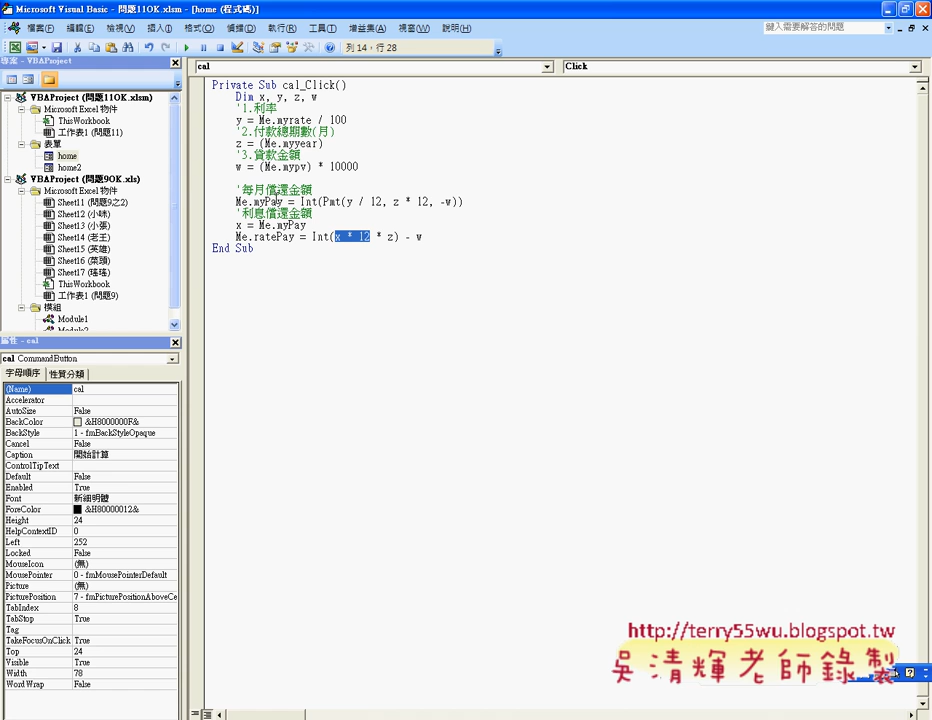 Microsoft Visual Basic - 問題11OK.xlsm - [home (程式碼)]
檔案(F) 編輯(E) 檢視(V) 插入(I) 格式(O) 偵錯(D) 執行(R) 工具(T) 增益集(A) 視窗(W) 說明(H)
鍵入需要解答的問題
列 14，行 28
專案 - VBAProject
cal
Click
VBAProject (問題11OK.xlsm)
Microsoft Excel 物件
ThisWorkbook
工作表1 (問題11)
表單
home
home2
VBAProject (問題9OK.xls)
Microsoft Excel 物件
Sheet11 (問題9之2)
Sheet12 (小咪)
Sheet13 (小張)
Sheet14 (老王)
Sheet15 (英雄)
Sheet16 (菜頭)
Sheet17 (瑤瑤)
ThisWorkbook
工作表1 (問題9)
模組
Module1
Module2
Private Sub cal_Click()
Dim x, y, z, w
'1.利率
y = Me.myrate / 100
'2.付款總期數(月)
z = (Me.myyear)
'3.貸款金額
w = (Me.mypv) * 10000
'每月償還金額
Me.myPay = Int(Pmt(y / 12, z * 12, -w))
'利息償還金額
x = Me.myPay
Me.ratePay = Int(x * 12 * z) - w
End Sub
屬性 - cal
cal CommandButton
字母順序 性質分類
(Name) cal
Accelerator
AutoSize False
BackColor &H8000000F&
BackStyle 1 - fmBackStyleOpaque
Cancel False
Caption 開始計算
ControlTipText
Default False
Enabled True
Font 新細明體
ForeColor &H80000012&
Height 24
HelpContextID 0
Left 252
Locked False
MouseIcon (無)
MousePointer 0 - fmMousePointerDefault
Picture (無)
PicturePosition 7 - fmPicturePositionAboveCe
TabIndex 8
TabStop True
Tag
TakeFocusOnClick True
Top 24
Visible True
Width 78
WordWrap False
http://terry55wu.blogspot.tw
吳清輝老師錄製